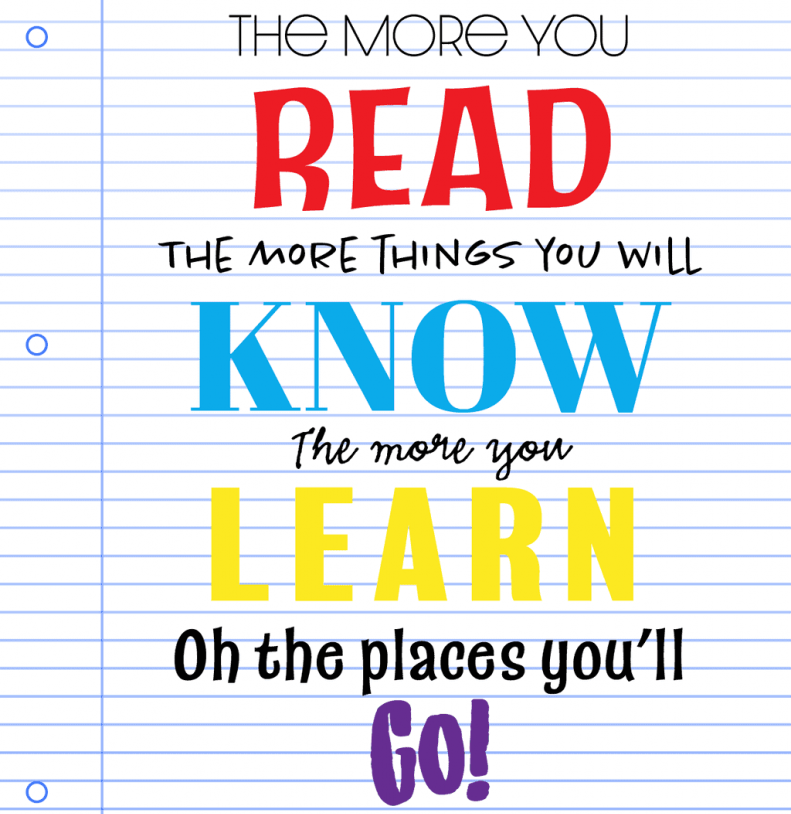 THE MORE YOU
READ
THE MORE THINGS YOU WILL
KNOW
The more you
LEARN
Oh the places you'll
GO!